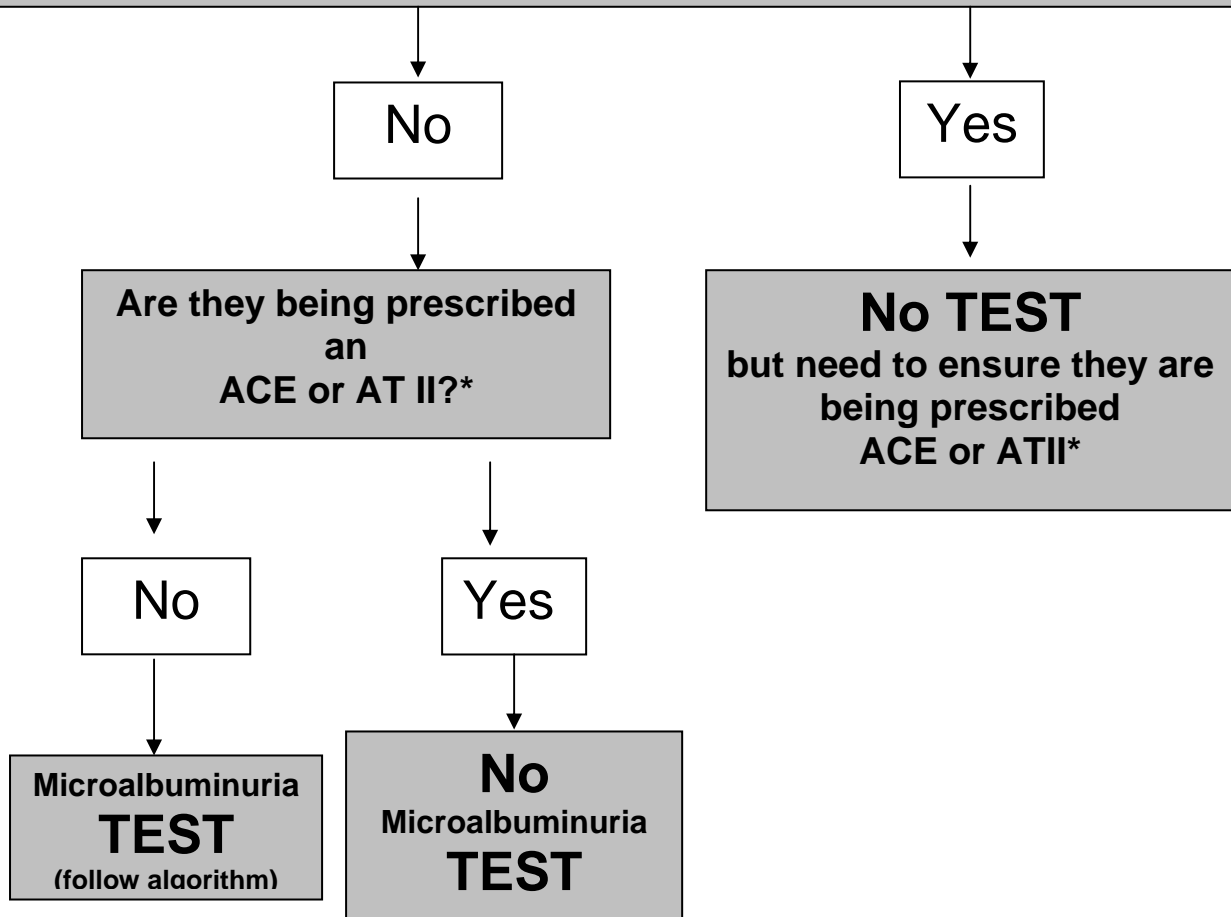 No
Yes
Are they being prescribed
an
ACE or AT II?*
No TEST
but need to ensure they are
being prescribed
ACE or ATII*
No
Yes
Microalbuminuria
TEST
(follow algorithm)
No
Microalbuminuria
TEST